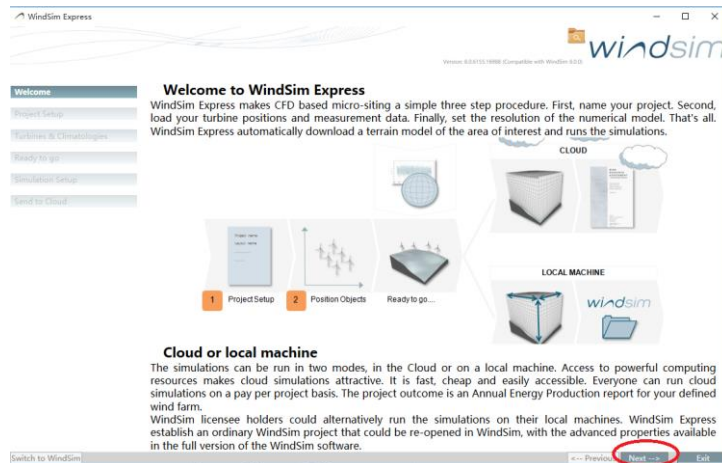 WindSim Express
windsim
Version: 8.0.6155.16988 (Compatible with WindSim 8.0.0)
Welcome
Project Setup
Turbines & Climatologies
Ready to go
Simulation Setup
Send to Cloud
Welcome to WindSim Express
WindSim Express makes CFD based micro-siting a simple three step procedure. First, name your project. Second,
load your turbine positions and measurement data. Finally, set the resolution of the numerical model. That's all.
WindSim Express automatically download a terrain model of the area of interest and runs the simulations.
CLOUD
Project name
1 Project Setup 2 Position Objects Ready to go....
LOCAL MACHINE
windsim
Cloud or local machine
The simulations can be run in two modes, in the Cloud or on a local machine. Access to powerful computing
resources makes cloud simulations attractive. It is fast, cheap and easily accessible. Everyone can run cloud
simulations on a pay per project basis. The project outcome is an Annual Energy Production report for your defined
wind farm.
WindSim licensee holders could alternatively run the simulations on their local machines. WindSim Express
establish an ordinary WindSim project that could be re-opened in WindSim, with the advanced properties available
in the full version of the WindSim software.
Switch to WindSim <-- Previous Next --> Exit